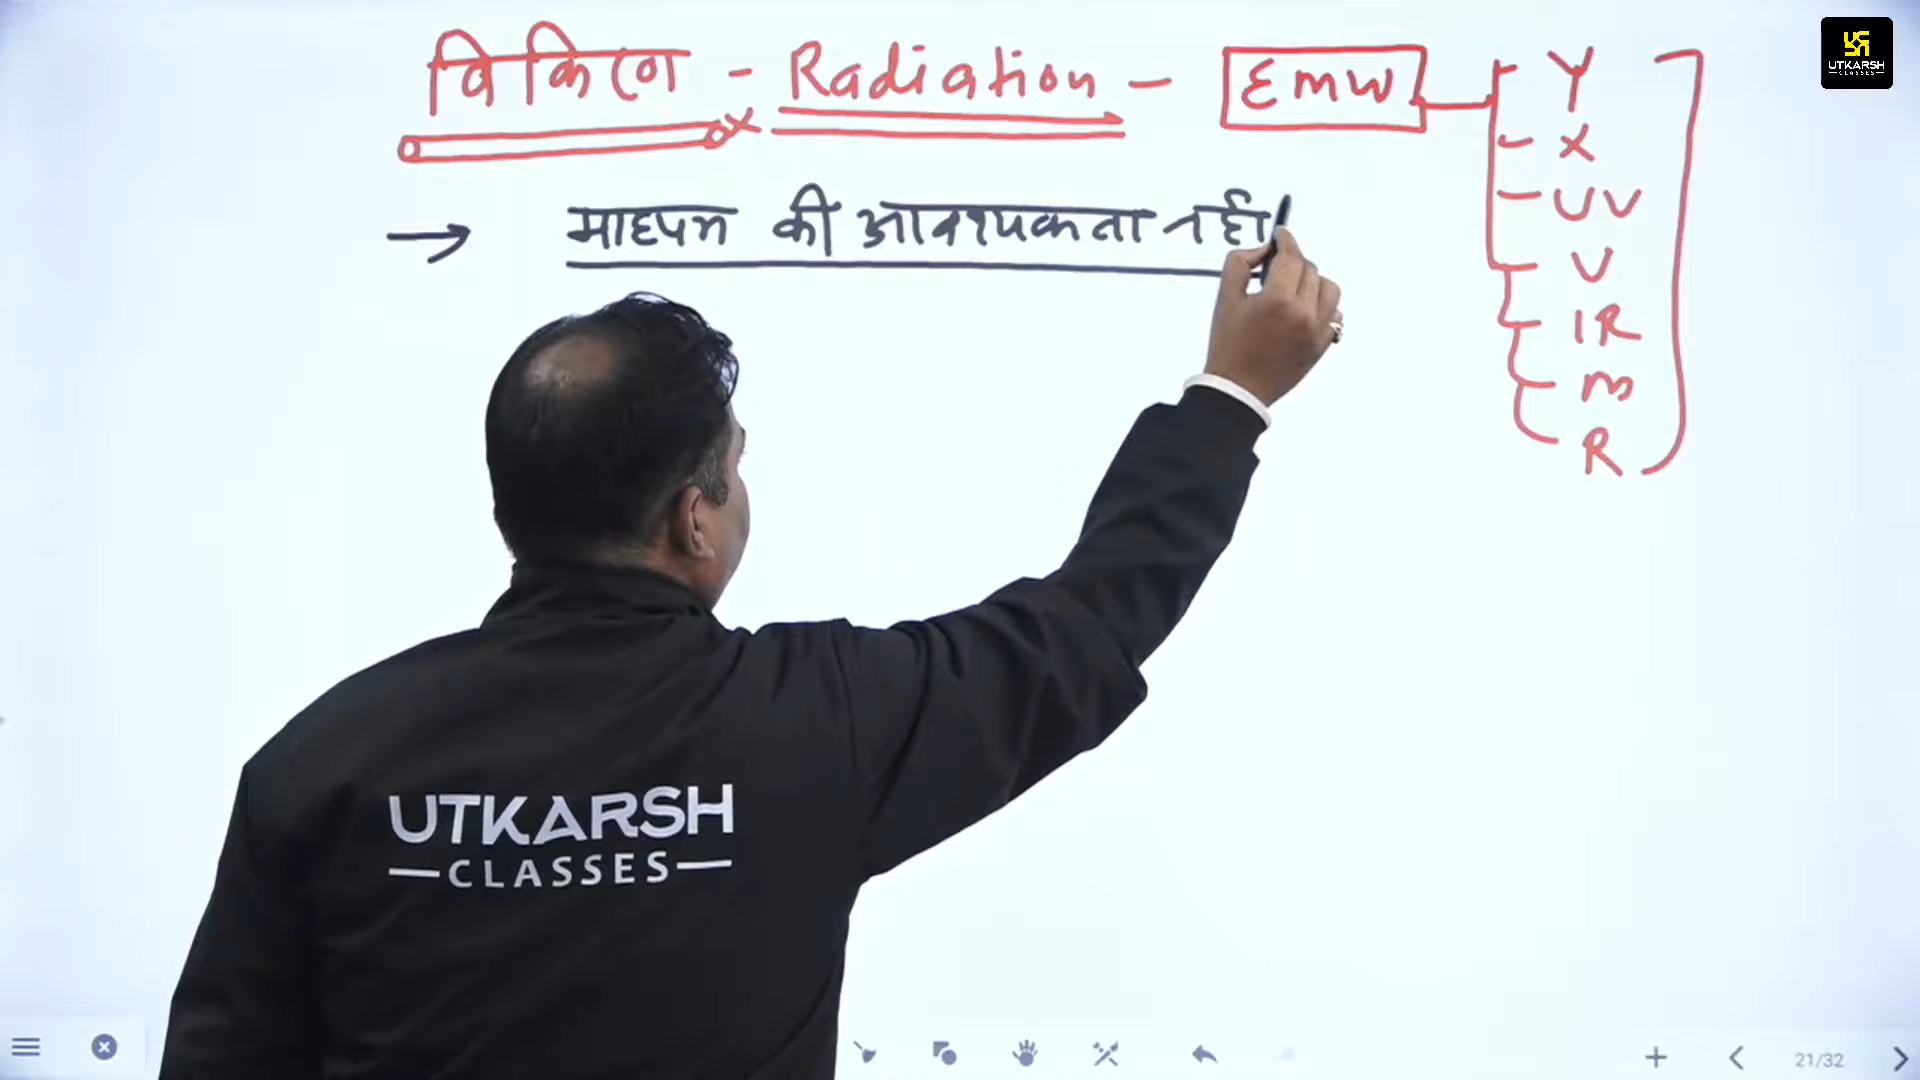 विकिरण - Radiation - EMW
γ
X
UV
V
IR
m
R
→ माध्यम की आवश्यकता नहीं
UTKARSH
CLASSES
UTKARSH
CLASSES
21/32